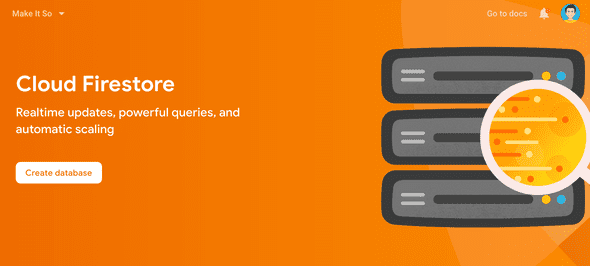 Make It So
Go to docs
Cloud Firestore
Realtime updates, powerful queries, and
automatic scaling
Create database